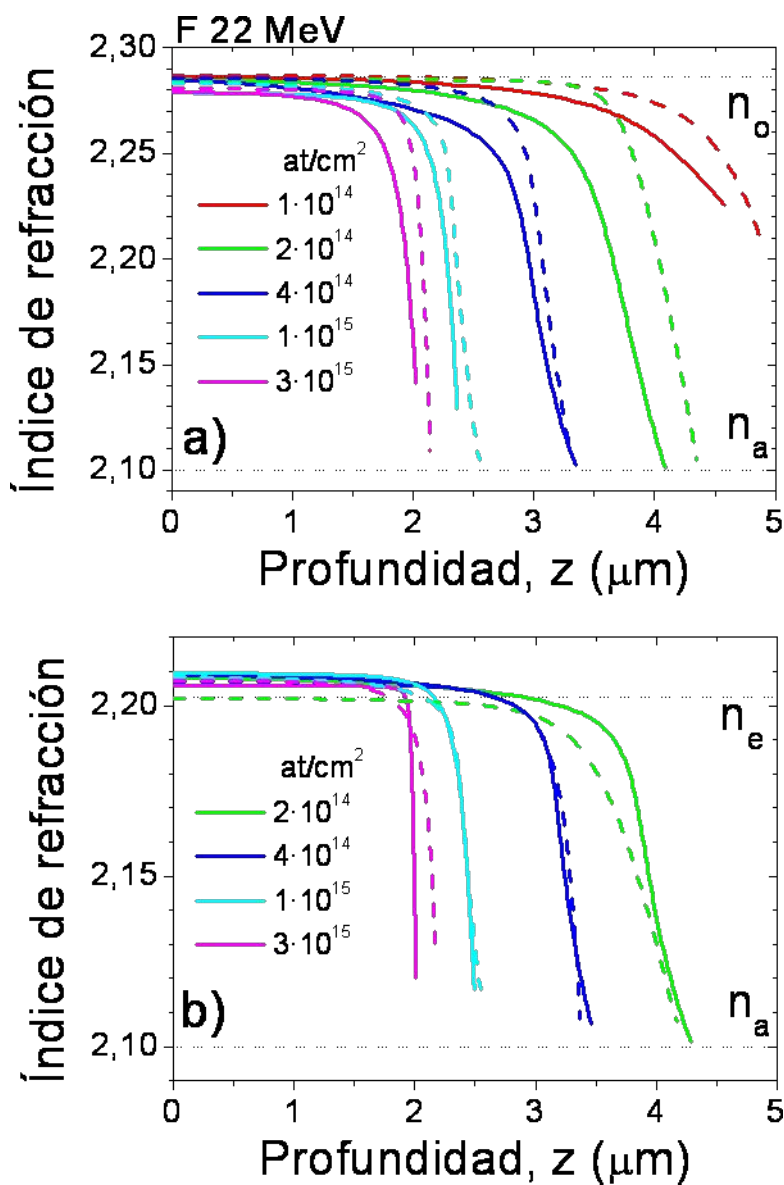 F 22 MeV
Índice de refracción
2,30
2,25
2,20
2,15
2,10
n_o
at/cm²
1·10¹⁴
2·10¹⁴
4·10¹⁴
1·10¹⁵
3·10¹⁵
a)
n_a
0 1 2 3 4 5
Profundidad, z (μm)
Índice de refracción
2,20
2,15
2,10
n_e
at/cm²
2·10¹⁴
4·10¹⁴
1·10¹⁵
3·10¹⁵
b)
n_a
0 1 2 3 4 5
Profundidad, z (μm)